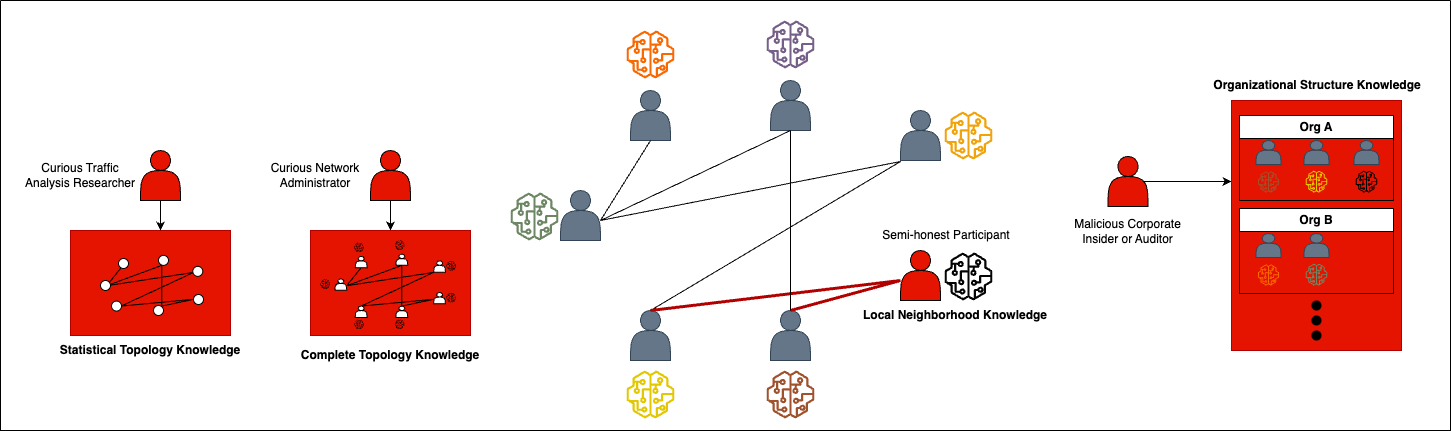 Curious Traffic
Analysis Researcher
Statistical Topology Knowledge
Curious Network
Administrator
Complete Topology Knowledge
Semi-honest Participant
Local Neighborhood Knowledge
Malicious Corporate
Insider or Auditor
Organizational Structure Knowledge
Org A
Org B